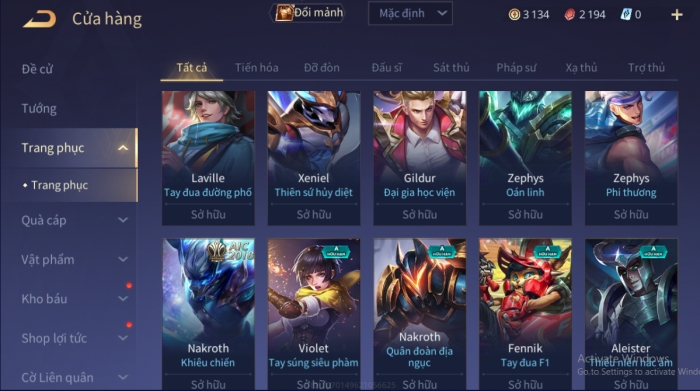 Cửa hàng
Đổi mảnh
Mặc định
3 134
2 194
0
Đề cử
Tướng
Trang phục
Trang phục
Quà cáp
Vật phẩm
Kho báu
Shop lợi tức
Cờ Liên quân
Tất cả Tiến hóa Đỡ đòn Đấu sĩ Sát thủ Pháp sư Xạ thủ Trợ thủ
Laville
Tay đua đường phố
Sở hữu
Xeniel
Thiên sứ hủy diệt
Sở hữu
Gildur
Đại gia học viện
Sở hữu
Zephys
Oán linh
Sở hữu
Zephys
Phi thương
Sở hữu
AIC
2018
Nakroth
Khiêu chiến
Sở hữu
A
HỮU HẠN
Violet
Tay súng siêu phàm
A
HỮU HẠN
Nakroth
Quân đoàn địa
ngục
Sở hữu
A
HỮU HẠN
Fennik
Tay đua F1
Sở hữu
A
HỮU HẠN
Aleister
Thiếu niên hắc ám
Sở hữu
Activate Windows
Go to Settings to activate Win